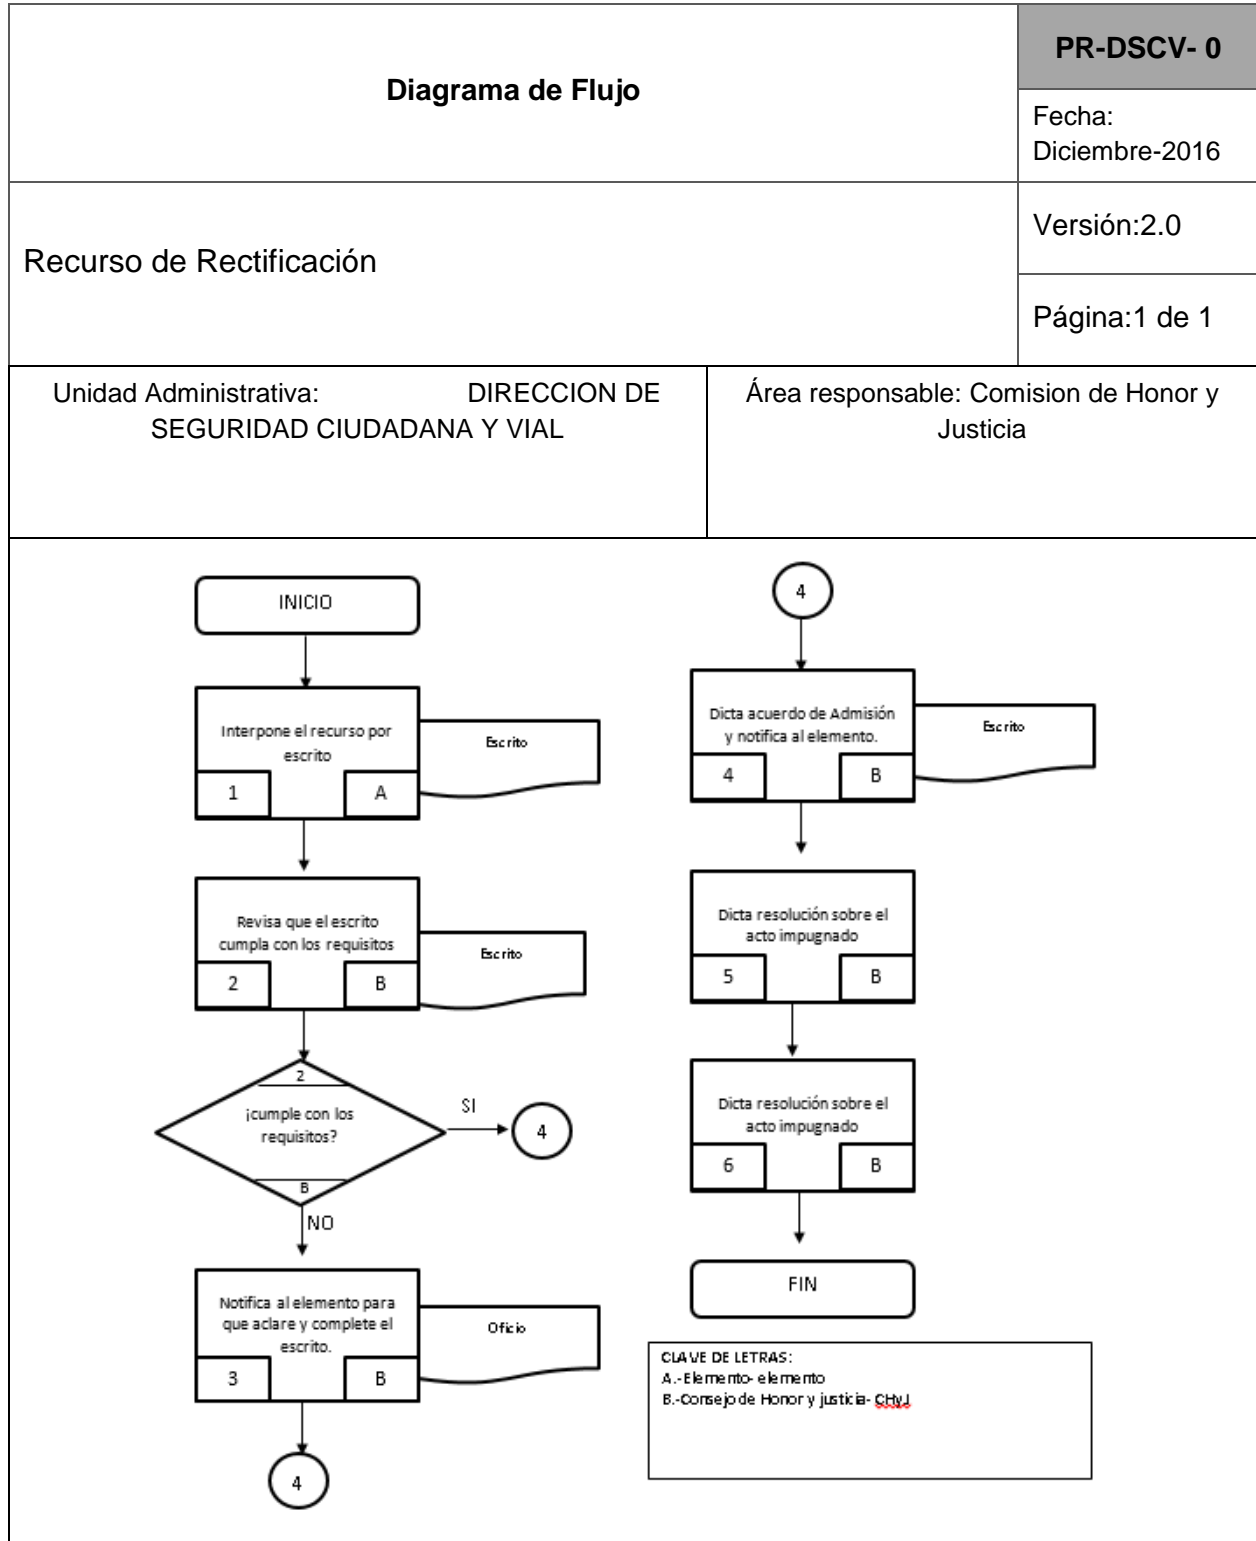 Diagrama de Flujo
PR-DSCV- 0
Fecha:
Diciembre-2016
Recurso de Rectificación
Versión:2.0
Página:1 de 1
Unidad Administrativa: DIRECCION DE
SEGURIDAD CIUDADANA Y VIAL
Área responsable: Comision de Honor y
Justicia
INICIO
Interpone el recurso por
escrito
1
A
Escrito
Revisa que el escrito
cumpla con los requisitos
2
B
Escrito
2
¡cumple con los
requisitos?
B
SI
4
NO
Notifica al elemento para
que aclare y complete el
escrito.
3
B
Oficio
4
4
Dicta acuerdo de Admisión
y notifica al elemento.
4
B
Escrito
Dicta resolución sobre el
acto impugnado
5
B
Dicta resolución sobre el
acto impugnado
6
B
FIN
CLAVE DE LETRAS:
A.-Elemento- elemento
B.-Consejo de Honor y justicia- CHyJ